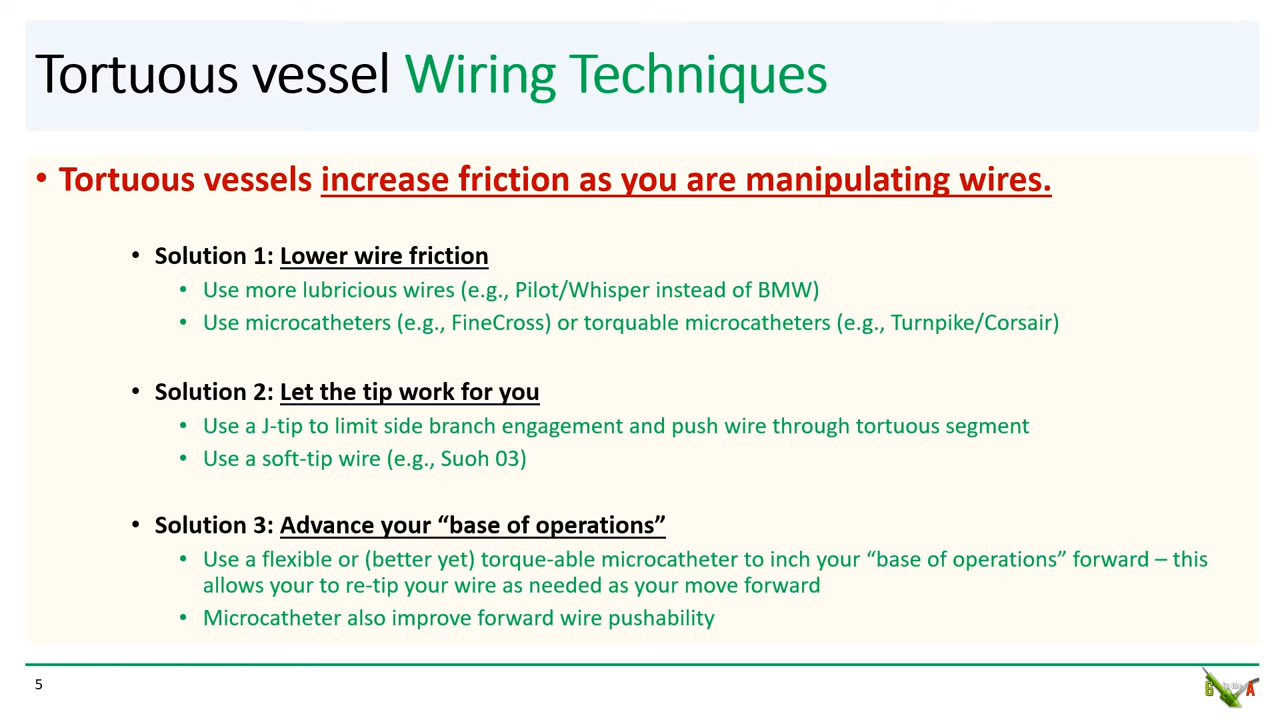 Tortuous vessel Wiring Techniques
• Tortuous vessels increase friction as you are manipulating wires.
• Solution 1: Lower wire friction
• Use more lubricious wires (e.g., Pilot/Whisper instead of BMW)
• Use microcatheters (e.g., FineCross) or torquable microcatheters (e.g., Turnpike/Corsair)
• Solution 2: Let the tip work for you
• Use a J-tip to limit side branch engagement and push wire through tortuous segment
• Use a soft-tip wire (e.g., Suoh 03)
• Solution 3: Advance your “base of operations”
• Use a flexible or (better yet) torque-able microcatheter to inch your “base of operations” forward – this
allows your to re-tip your wire as needed as your move forward
• Microcatheter also improve forward wire pushability
5
G in the A